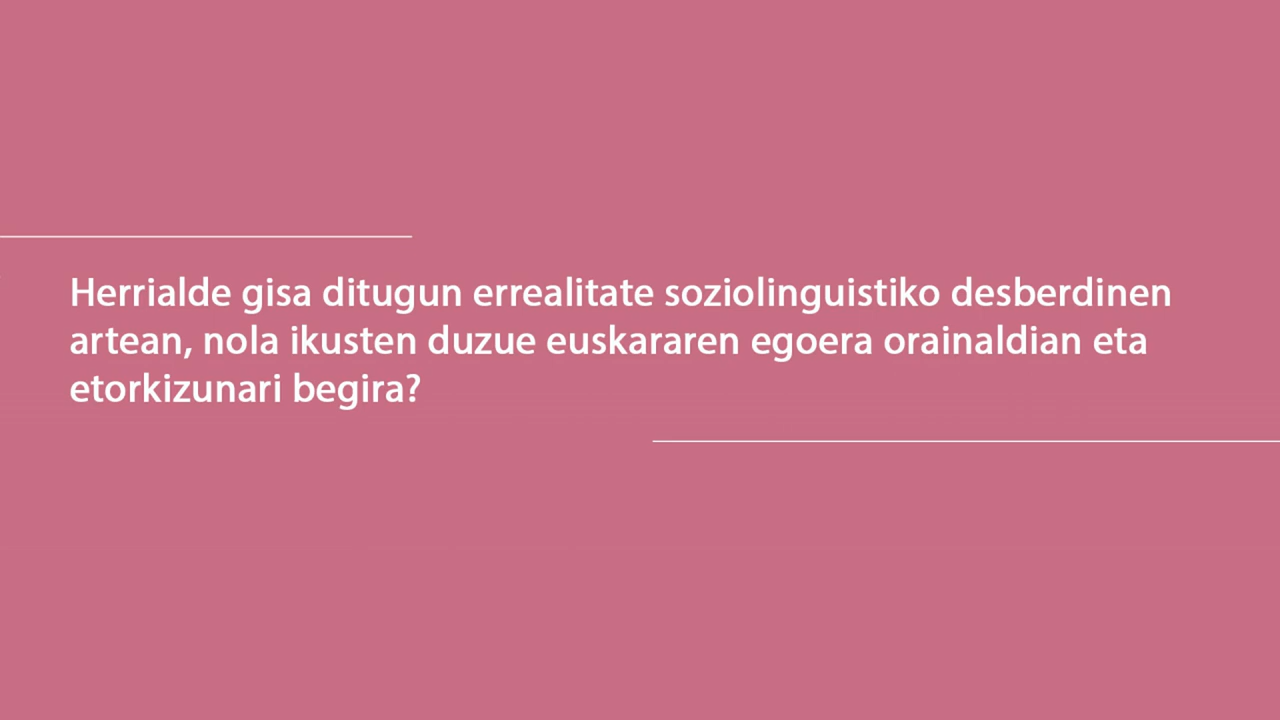 Herrialde gisa ditugun errealitate soziolinguistiko desberdinen
artean, nola ikusten duzue euskararen egoera orainaldian eta
etorkizunari begira?